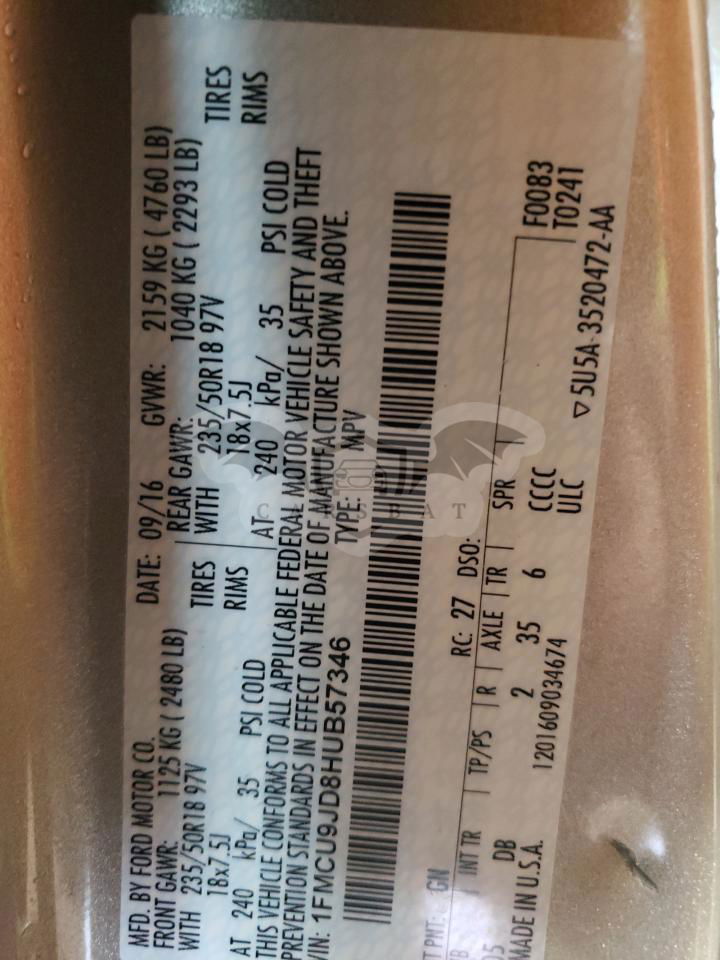 MFD. BY FORD MOTOR CO. DATE: 09/16 GVWR: 2159 KG ( 4760 LB)
FRONT GAWR: 1125 KG ( 2480 LB) REAR GAWR: 1040 KG ( 2293 LB)
WITH 235/50R18 97V TIRES WITH 235/50R18 97V TIRES
18x7.5J RIMS 18x7.5J RIMS
AT 240 kPa/ 35 PSI COLD AT 240 kPa/ 35 PSI COLD
THIS VEHICLE CONFORMS TO ALL APPLICABLE FEDERAL MOTOR VEHICLE SAFETY AND THEFT
PREVENTION STANDARDS IN EFFECT ON THE DATE OF MANUFACTURE SHOWN ABOVE.
VIN: 1FMCU9JD8HUB57346 TYPE: MPV
T PNT: GN RC: 27 DSO: F0083
B INT TR TP/PS R AXLE TR SPR T0241
DB 2 35 6 CCCC
MADE IN U.S.A. 1201609034674 ULC ▽5U5A-3520472-AA
CARSBAT